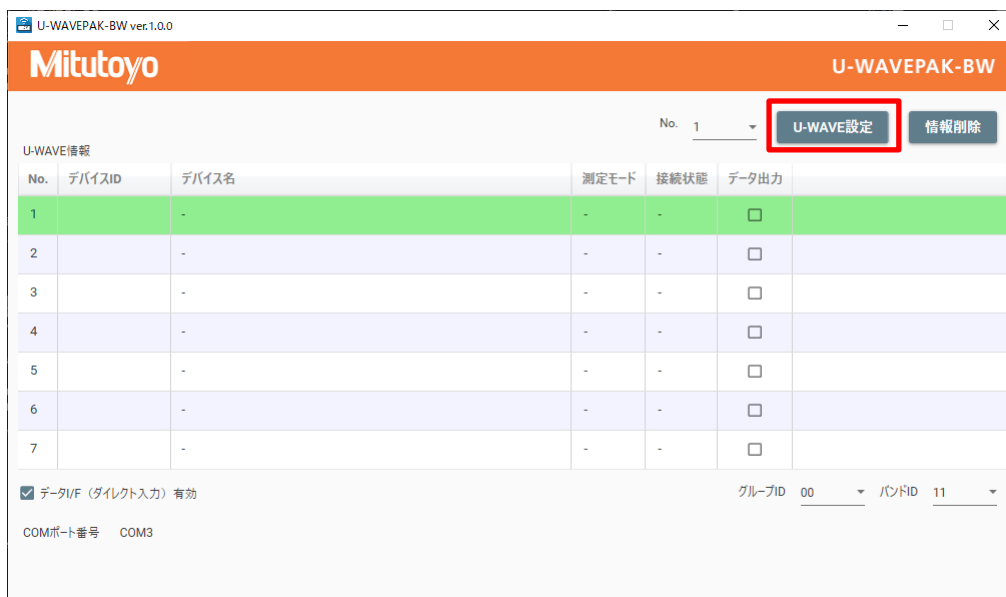 U-WAVEPAK-BW ver.1.0.0
Mitutoyo
U-WAVEPAK-BW
No. 1 U-WAVE設定 情報削除
U-WAVE情報
No. デバイスID デバイス名 測定モード 接続状態 データ出力
1 - - -
2 - - -
3 - - -
4 - - -
5 - - -
6 - - -
7 - - -
データI/F（ダイレクト入力）有効 グループID 00 バンドID 11
COMポート番号 COM3